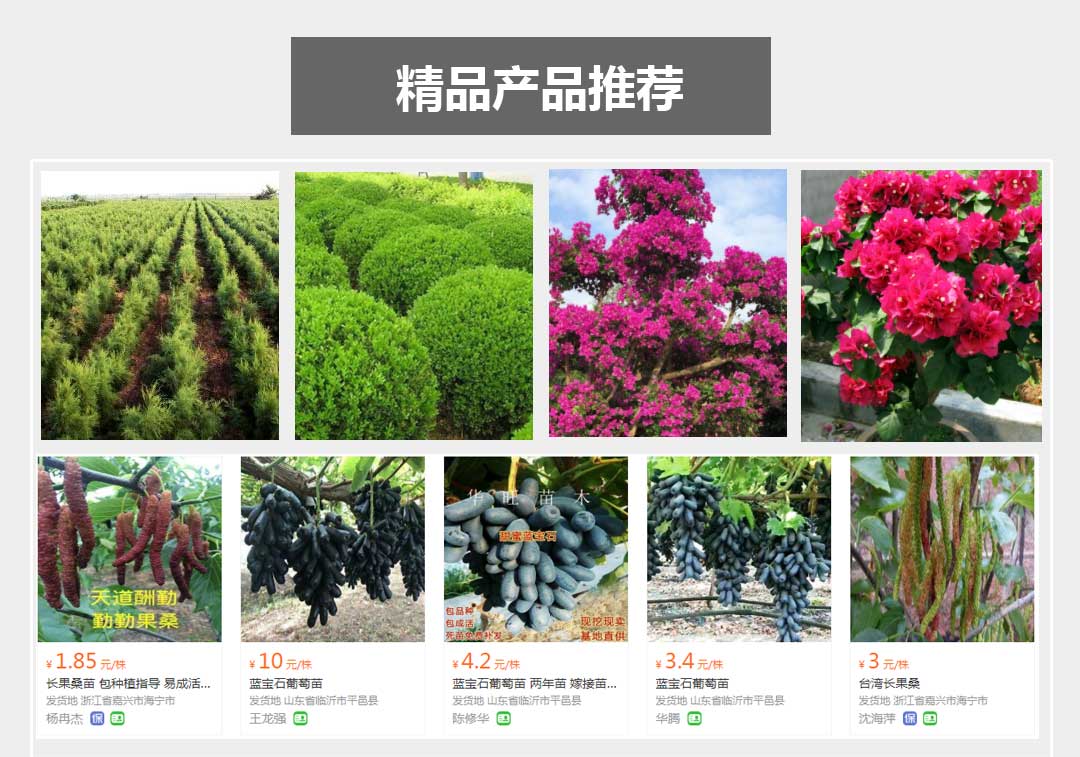 精品产品推荐
天道酬勤
勤勤果桑
华旺苗木
甜蜜蓝宝石
包品种
包成活
死苗免费补发
现挖现卖
基地直供
¥ 1.85 元/株
长果桑苗 包种植指导 易成活...
发货地 浙江省嘉兴市海宁市
杨冉杰 保
¥ 10 元/株
蓝宝石葡萄苗
发货地 山东省临沂市平邑县
王龙强
¥ 4.2 元/株
蓝宝石葡萄苗 两年苗 嫁接苗...
发货地 山东省临沂市平邑县
陈修华
¥ 3.4 元/株
蓝宝石葡萄苗
发货地 山东省临沂市平邑县
华腾
¥ 3 元/株
台湾长果桑
发货地 浙江省嘉兴市海宁市
沈海萍 保